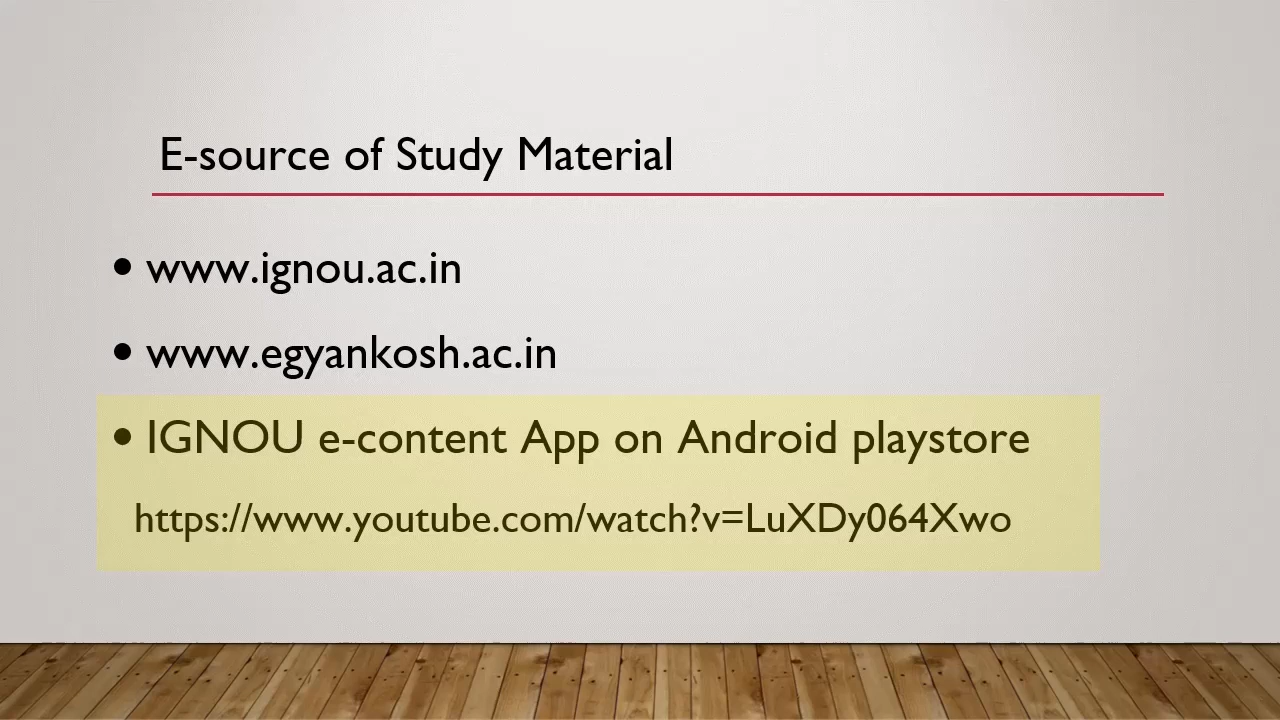 E-source of Study Material
• www.ignou.ac.in
• www.egyankosh.ac.in
• IGNOU e-content App on Android playstore
https://www.youtube.com/watch?v=LuXDy064Xwo